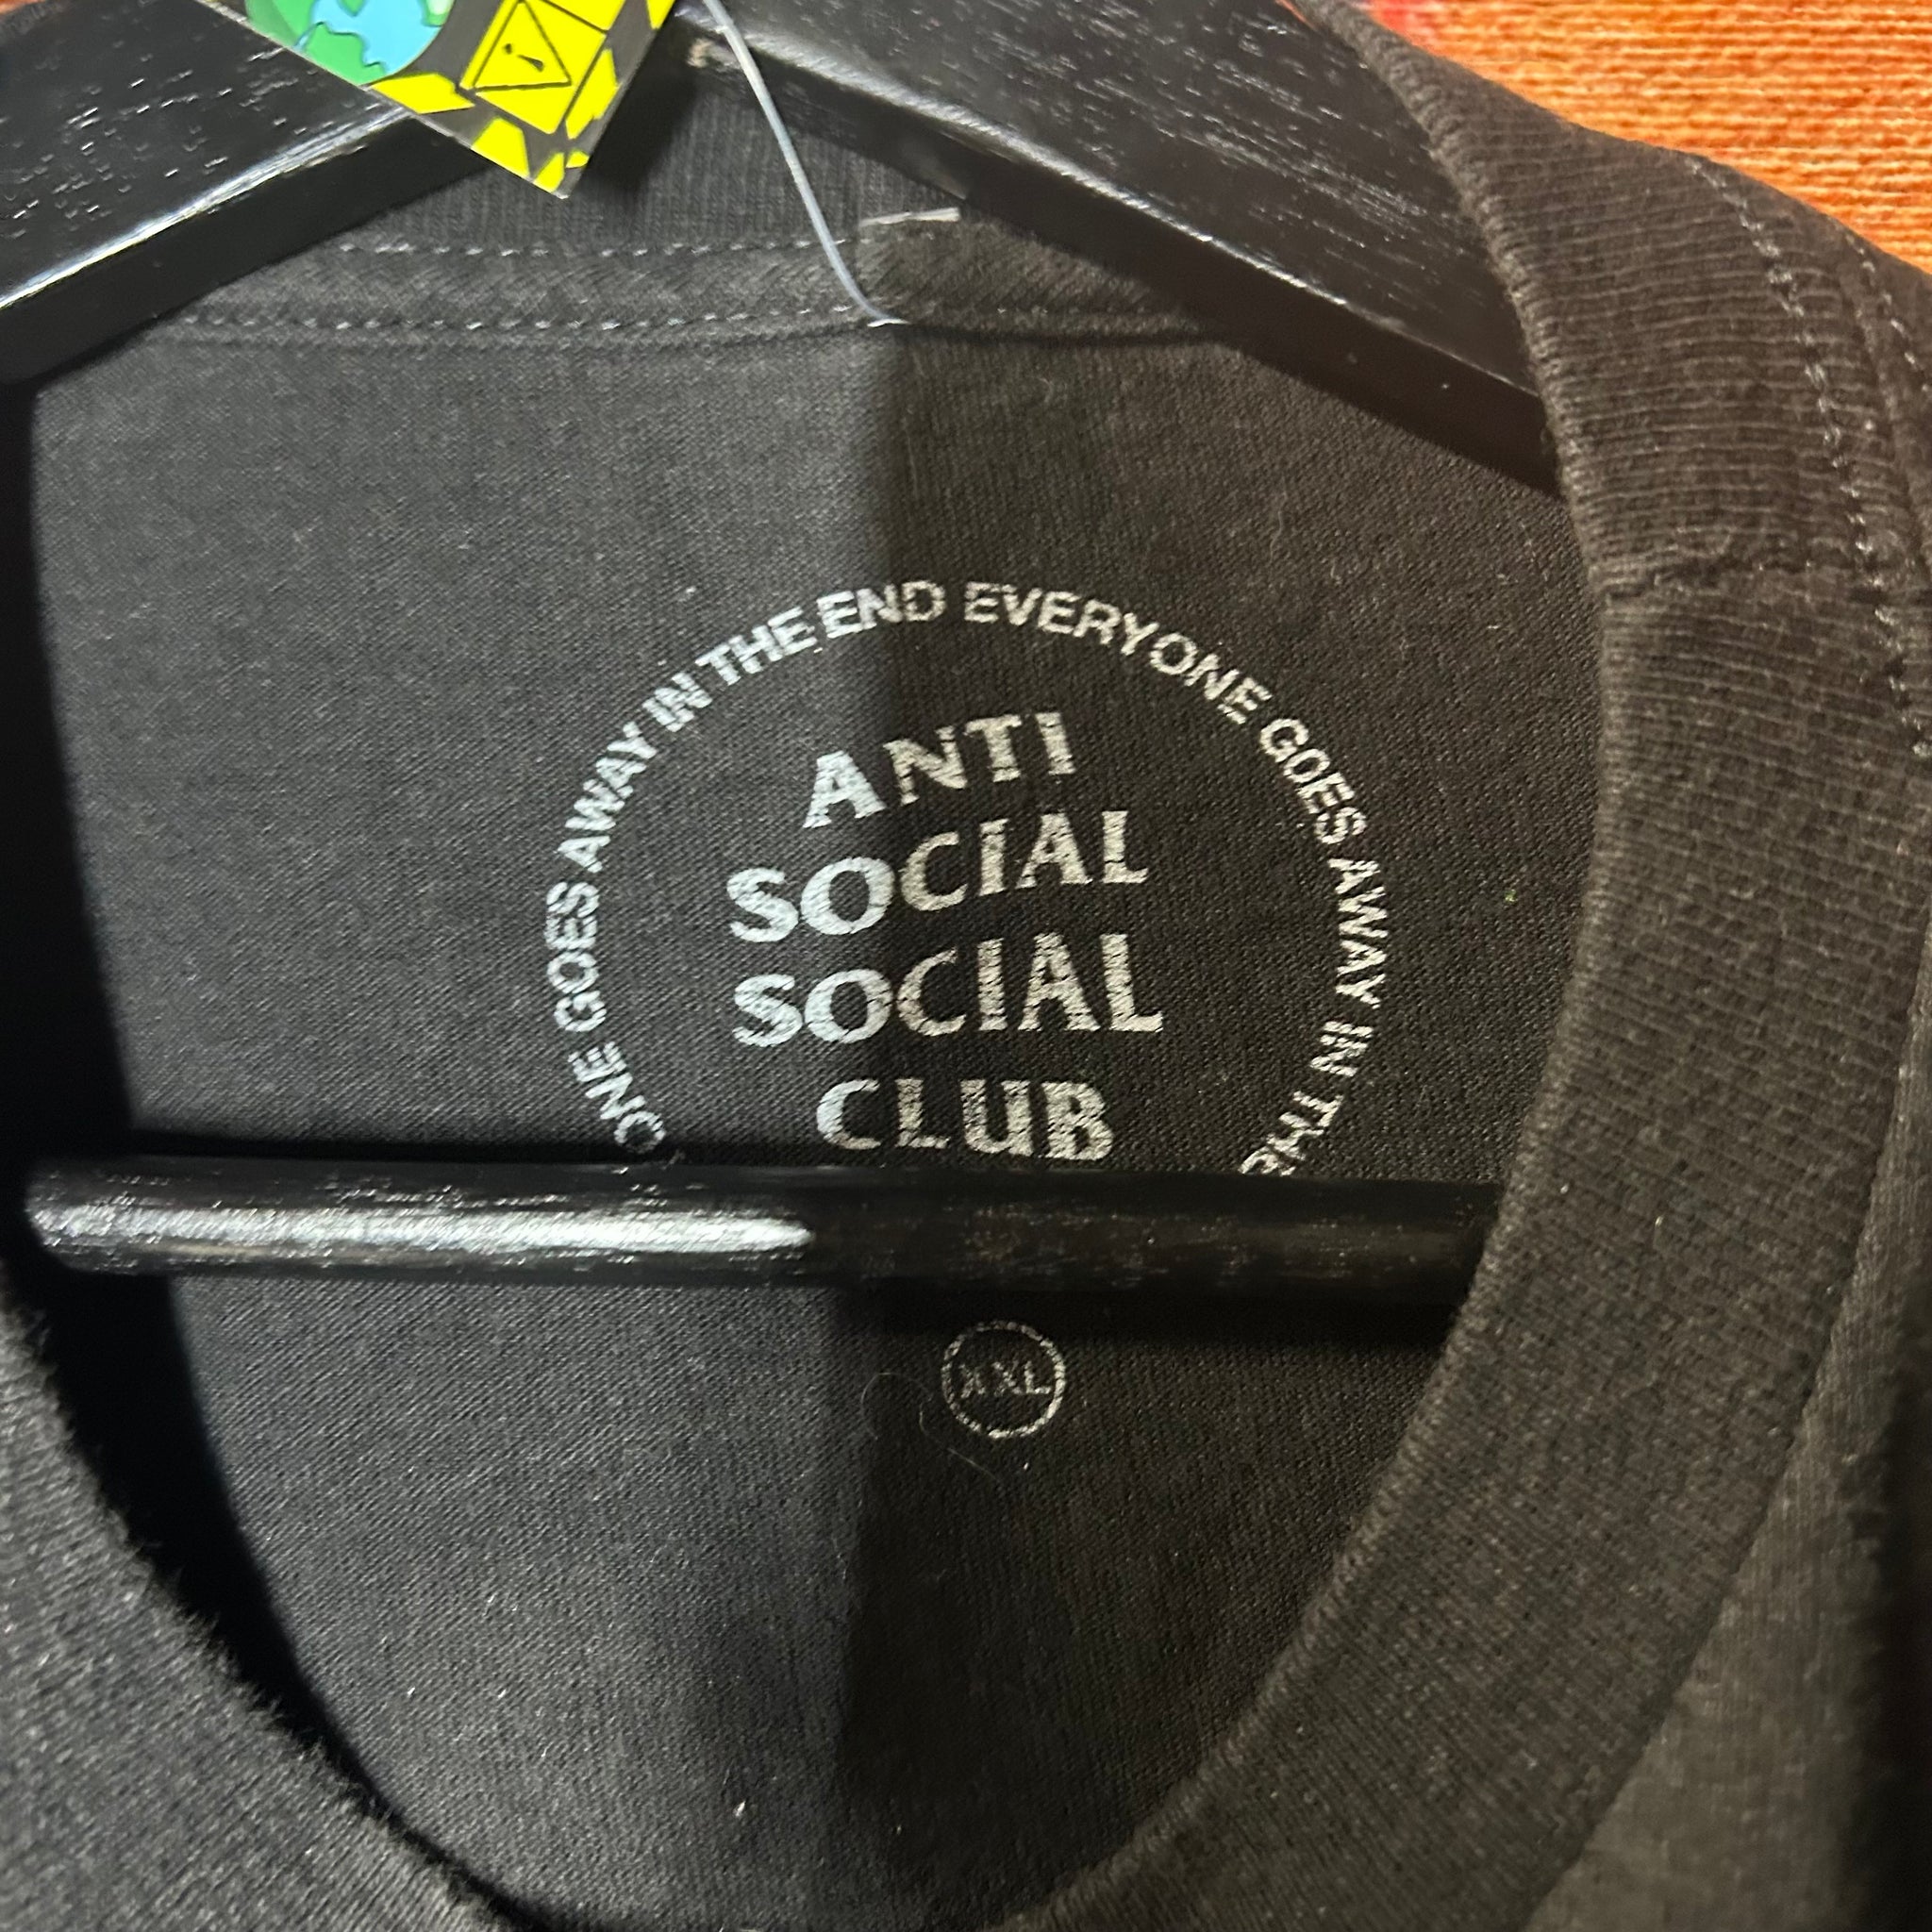 ONE GOES AWAY IN THE END EVERYONE GOES AWAY IN THE
ANTI
SOCIAL
SOCIAL
CLUB
XXL